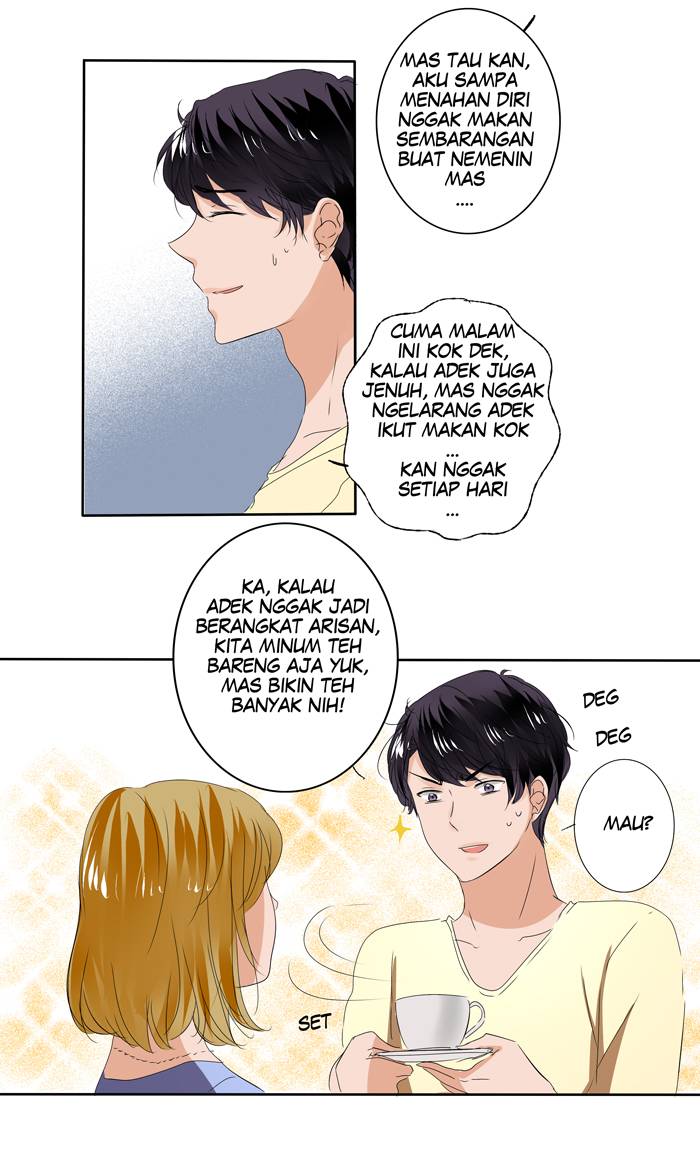 MAS TAU KAN,
AKU SAMPA
MENAHAN DIRI
NGGAK MAKAN
SEMBARANGAN
BUAT NEMENIN
MAS
....
CUMA MALAM
INI KOK DEK,
KALAU ADEK JUGA
JENUH, MAS NGGAK
NGELARANG ADEK
IKUT MAKAN KOK
...
KAN NGGAK
SETIAP HARI
...
KA, KALAU
ADEK NGGAK JADI
BERANGKAT ARISAN,
KITA MINUM TEH
BARENG AJA YUK,
MAS BIKIN TEH
BANYAK NIH!
DEG
DEG
MAU?
SET